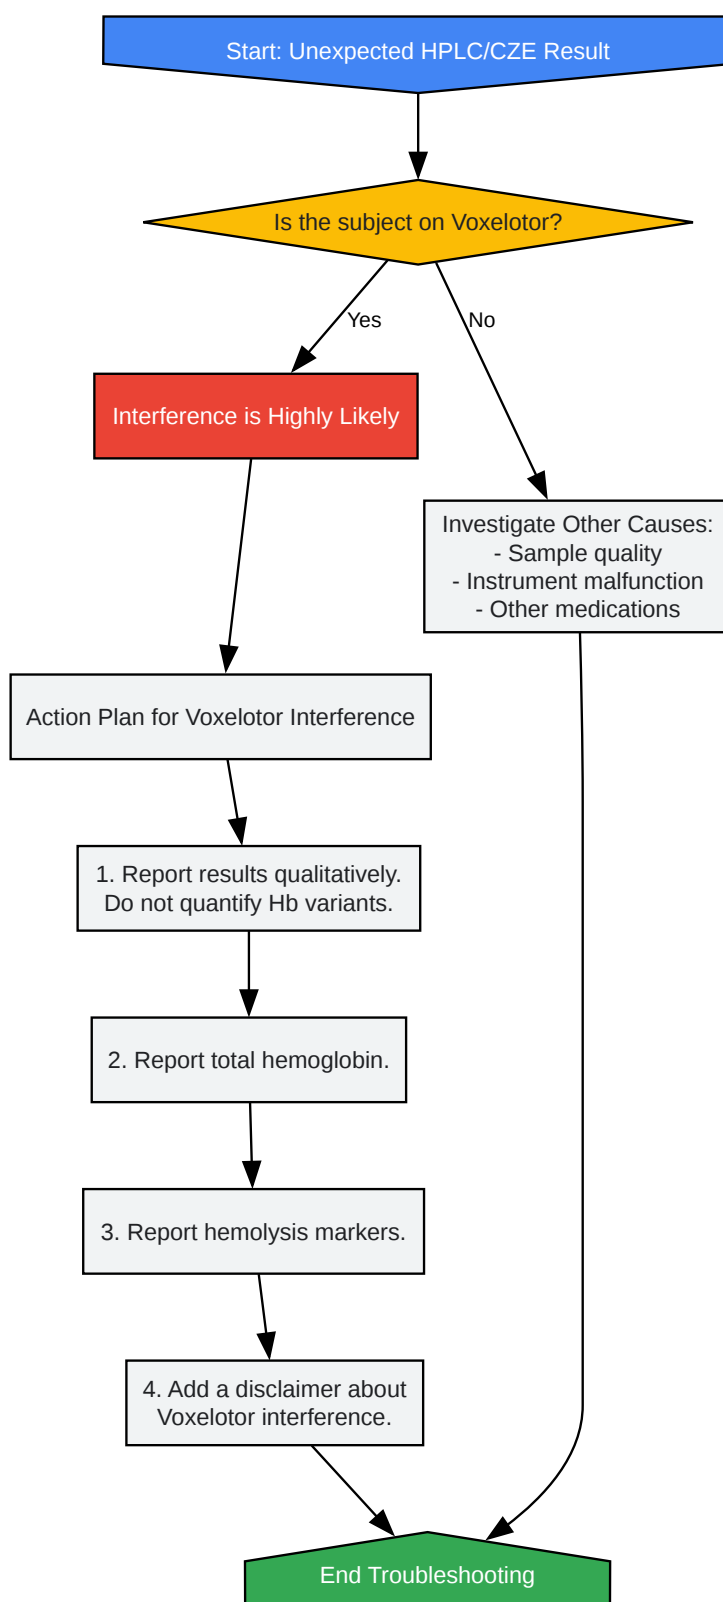 Start: Unexpected HPLC/CZE Result
Is the subject on Voxelotor?
Yes
No
Interference is Highly Likely
Investigate Other Causes:
- Sample quality
- Instrument malfunction
- Other medications
Action Plan for Voxelotor Interference
1. Report results qualitatively.
Do not quantify Hb variants.
2. Report total hemoglobin.
3. Report hemolysis markers.
4. Add a disclaimer about
Voxelotor interference.
End Troubleshooting